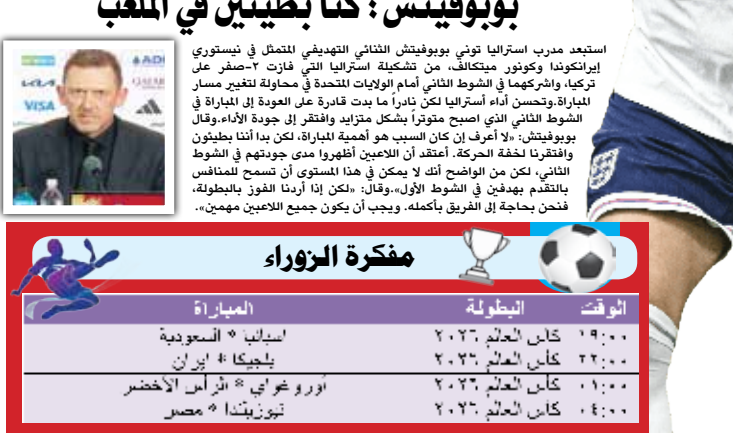 بوبوفيتش : كنا بطيئين في الملعب
استبعد مدرب استراليا توني بوبوفيتش الثنائي التهديفي المتمثل في نيستوري
إيرانكوندا وكونور ميتكالف، من تشكيلة استراليا التي فازت ٢-صفر على
تركيا، واشركهما في الشوط الثاني أمام الولايات المتحدة في محاولة لتغيير مسار
المباراة.وتحسن أداء أستراليا لكن نادراً ما بدت قادرة على العودة إلى المباراة في
الشوط الثاني الذي اصبح متوتراً بشكل متزايد وافتقر إلى جودة الأداء.وقال
بوبوفيتش: «لا أعرف إن كان السبب هو أهمية المباراة، لكن بدا أننا بطيئون
وافتقرنا لخفة الحركة. أعتقد أن اللاعبين أظهروا مدى جودتهم في الشوط
الثاني، لكن من الواضح أنك لا يمكن في هذا المستوى أن تسمح للمنافس
بالتقدم بهدفين في الشوط الأول».وقال: «لكن إذا أردنا الفوز بالبطولة،
فنحن بحاجة إلى الفريق بأكمله. ويجب أن يكون جميع اللاعبين مهمين».
VISA
QATAR
مفكرة الزوراء
الوقت البطولة المباراة
١٩:٠٠ كأس العالم ٢٠٢٦ اسبانيا * السعودية
٢٢:٠٠ كأس العالم ٢٠٢٦ بلجيكا * ايران
٠١:٠٠ كأس العالم ٢٠٢٦ أوروغواي * الرأس الأخضر
٠٤:٠٠ كأس العالم ٢٠٢٦ نيوزيلندا * مصر